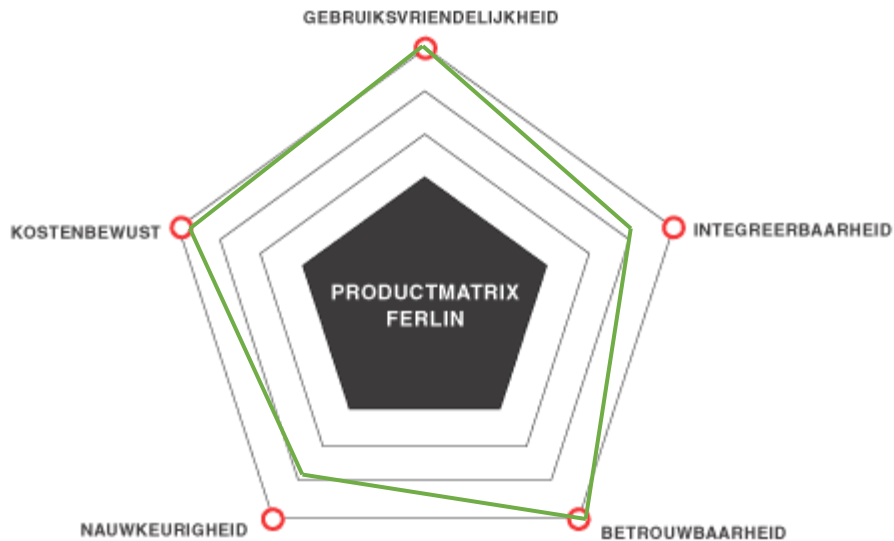 GEBRUIKSVRIENDELIJKHEID
KOSTENBEWUST
INTEGREERBAARHEID
PRODUCTMATRIX
FERLIN
NAUWKEURIGHEID
BETROUWBAARHEID